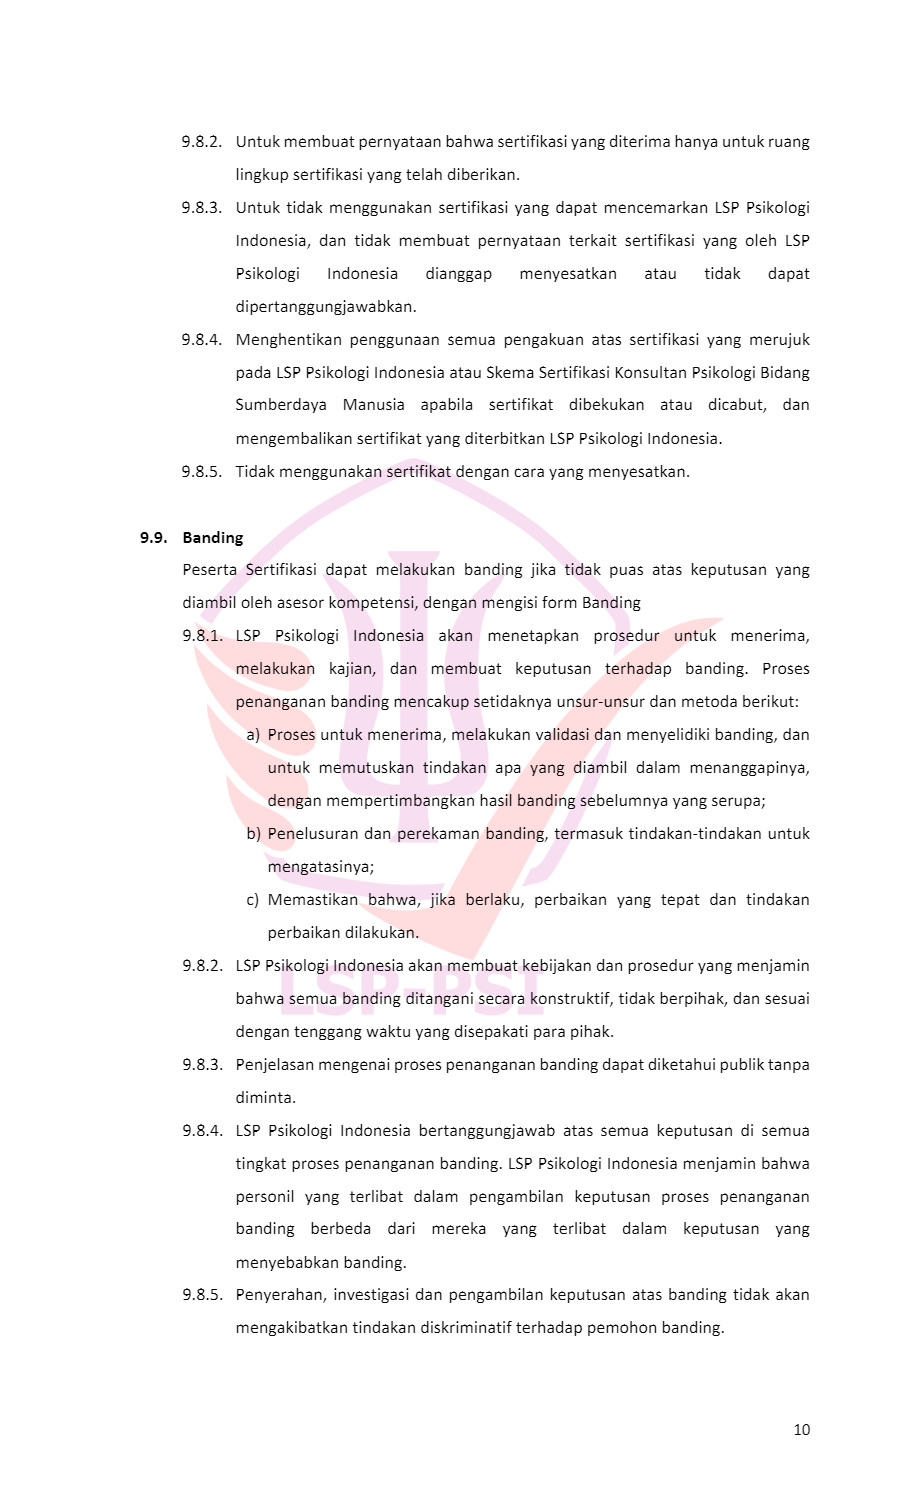 9.8.2. Untuk membuat pernyataan bahwa sertifikasi yang diterima hanya untuk ruang
lingkup sertifikasi yang telah diberikan.
9.8.3. Untuk tidak menggunakan sertifikasi yang dapat mencemarkan LSP Psikologi
Indonesia, dan tidak membuat pernyataan terkait sertifikasi yang oleh LSP
Psikologi Indonesia dianggap menyesatkan atau tidak dapat
dipertanggungjawabkan.
9.8.4. Menghentikan penggunaan semua pengakuan atas sertifikasi yang merujuk
pada LSP Psikologi Indonesia atau Skema Sertifikasi Konsultan Psikologi Bidang
Sumberdaya Manusia apabila sertifikat dibekukan atau dicabut, dan
mengembalikan sertifikat yang diterbitkan LSP Psikologi Indonesia.
9.8.5. Tidak menggunakan sertifikat dengan cara yang menyesatkan.
9.9. Banding
Peserta Sertifikasi dapat melakukan banding jika tidak puas atas keputusan yang
diambil oleh asesor kompetensi, dengan mengisi form Banding
9.8.1. LSP Psikologi Indonesia akan menetapkan prosedur untuk menerima,
melakukan kajian, dan membuat keputusan terhadap banding. Proses
penanganan banding mencakup setidaknya unsur-unsur dan metoda berikut:
a) Proses untuk menerima, melakukan validasi dan menyelidiki banding, dan
untuk memutuskan tindakan apa yang diambil dalam menanggapinya,
dengan mempertimbangkan hasil banding sebelumnya yang serupa;
b) Penelusuran dan perekaman banding, termasuk tindakan-tindakan untuk
mengatasinya;
c) Memastikan bahwa, jika berlaku, perbaikan yang tepat dan tindakan
perbaikan dilakukan.
9.8.2. LSP Psikologi Indonesia akan membuat kebijakan dan prosedur yang menjamin
LSP-PSI
bahwa semua banding ditangani secara konstruktif, tidak berpihak, dan sesuai
dengan tenggang waktu yang disepakati para pihak.
9.8.3. Penjelasan mengenai proses penanganan banding dapat diketahui publik tanpa
diminta.
9.8.4. LSP Psikologi Indonesia bertanggungjawab atas semua keputusan di semua
tingkat proses penanganan banding. LSP Psikologi Indonesia menjamin bahwa
personil yang terlibat dalam pengambilan keputusan proses penanganan
banding berbeda dari mereka yang terlibat dalam keputusan yang
menyebabkan banding.
9.8.5. Penyerahan, investigasi dan pengambilan keputusan atas banding tidak akan
mengakibatkan tindakan diskriminatif terhadap pemohon banding.
10